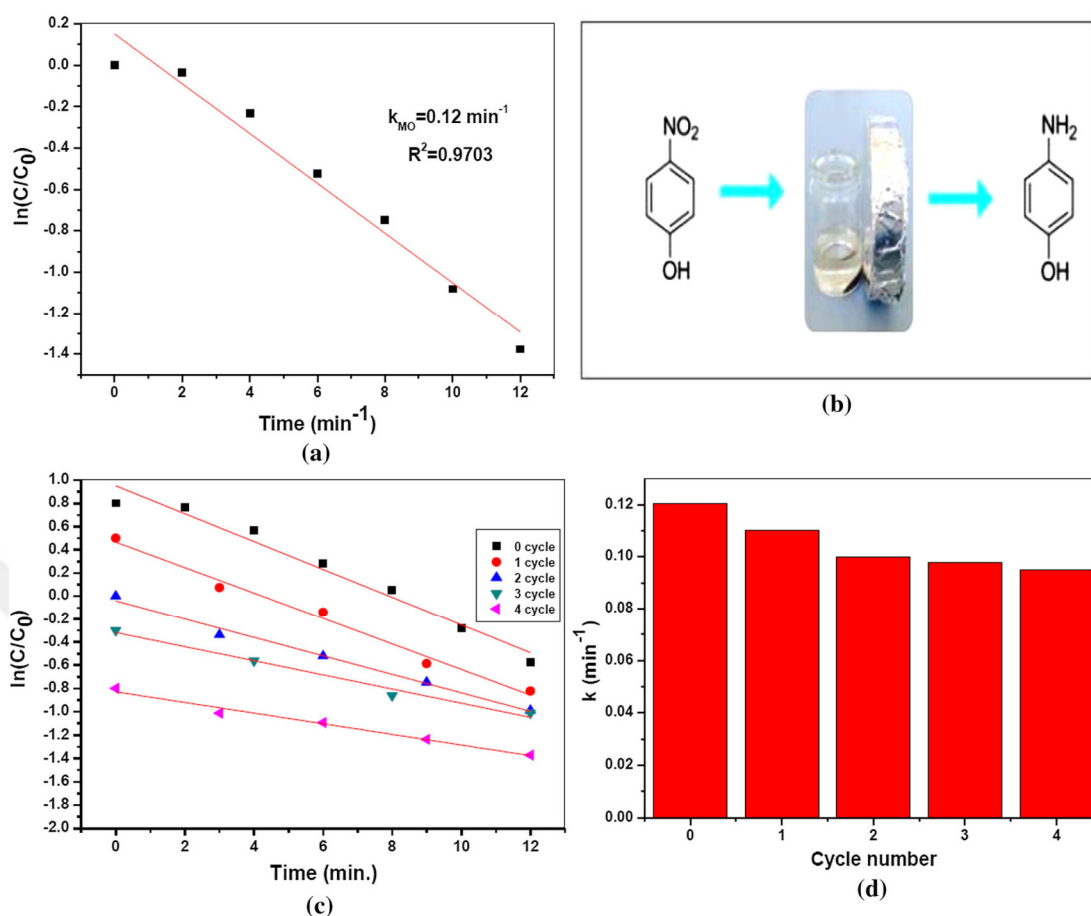 0.2
0.0
-0.2
-0.4
-0.6
-0.8
-1.0
-1.2
-1.4
ln(C/C₀)
k_MO=0.12 min⁻¹
R²=0.9703
0 2 4 6 8 10 12
Time (min⁻¹)
(a)
NO₂
OH
NH₂
OH
(b)
1.0
0.8
0.6
0.4
0.2
0.0
-0.2
-0.4
-0.6
-0.8
-1.0
-1.2
-1.4
-1.6
-1.8
-2.0
ln(C/C₀)
0 cycle
1 cycle
2 cycle
3 cycle
4 cycle
0 2 4 6 8 10 12
Time (min.)
(c)
0.12
0.10
0.08
0.06
0.04
0.02
0.00
k (min⁻¹)
0 1 2 3 4
Cycle number
(d)